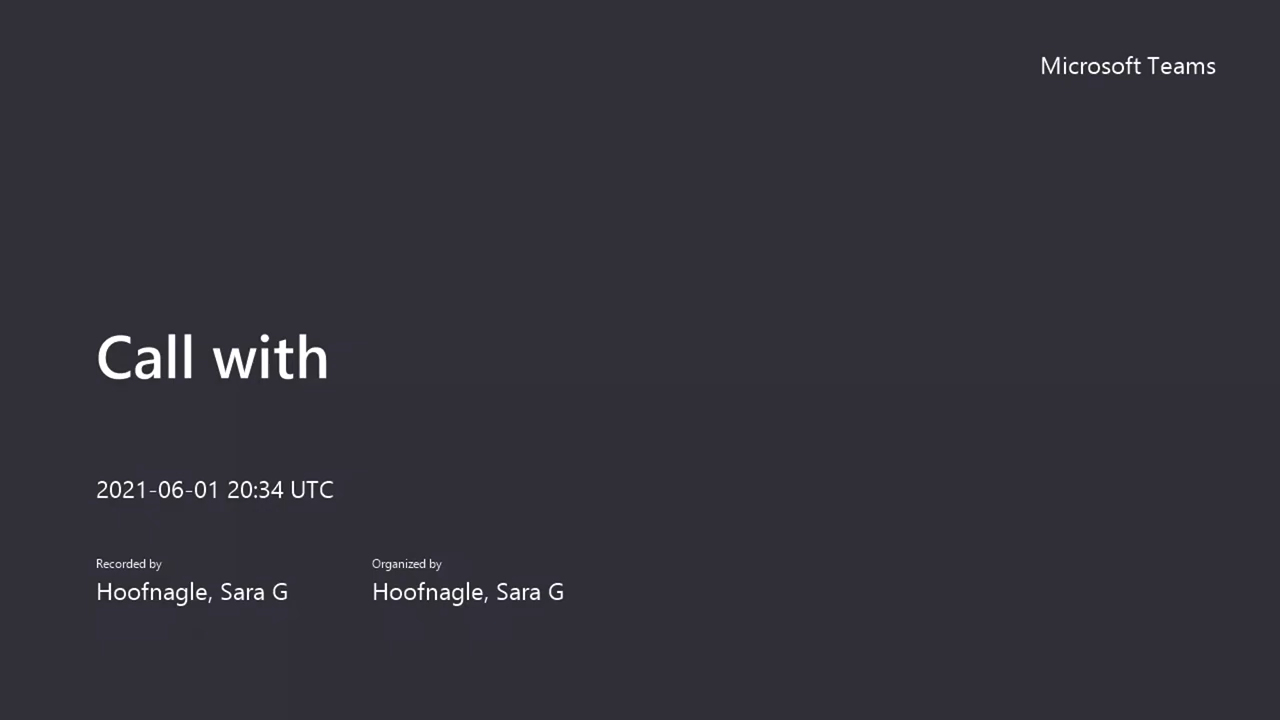 Microsoft Teams
Call with
2021-06-01 20:34 UTC
Recorded by
Hoofnagle, Sara G
Organized by
Hoofnagle, Sara G